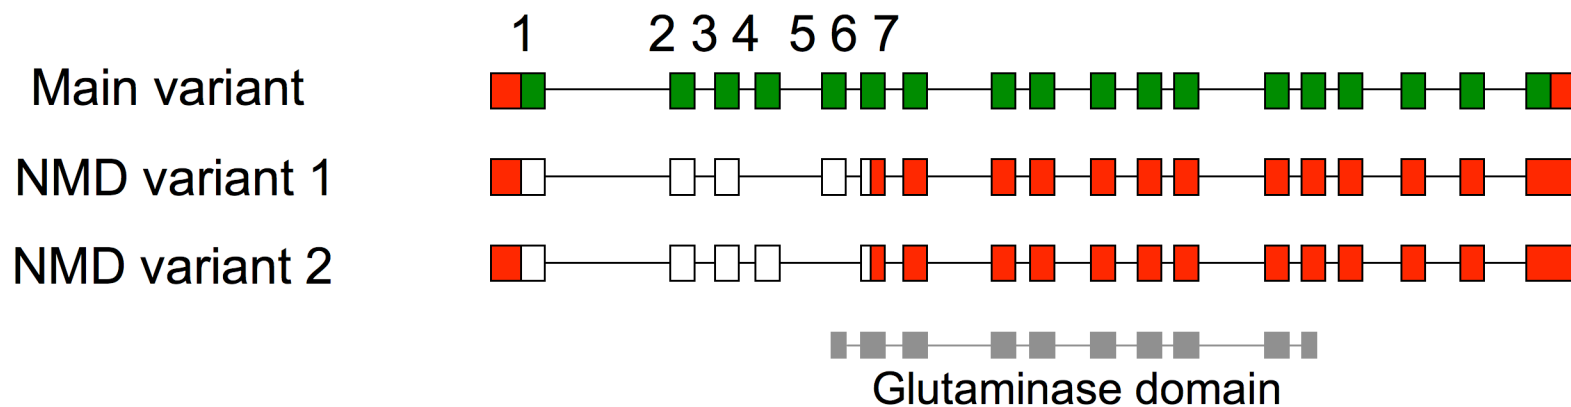 1 2 3 4 5 6 7
Main variant
NMD variant 1
NMD variant 2
Glutaminase domain